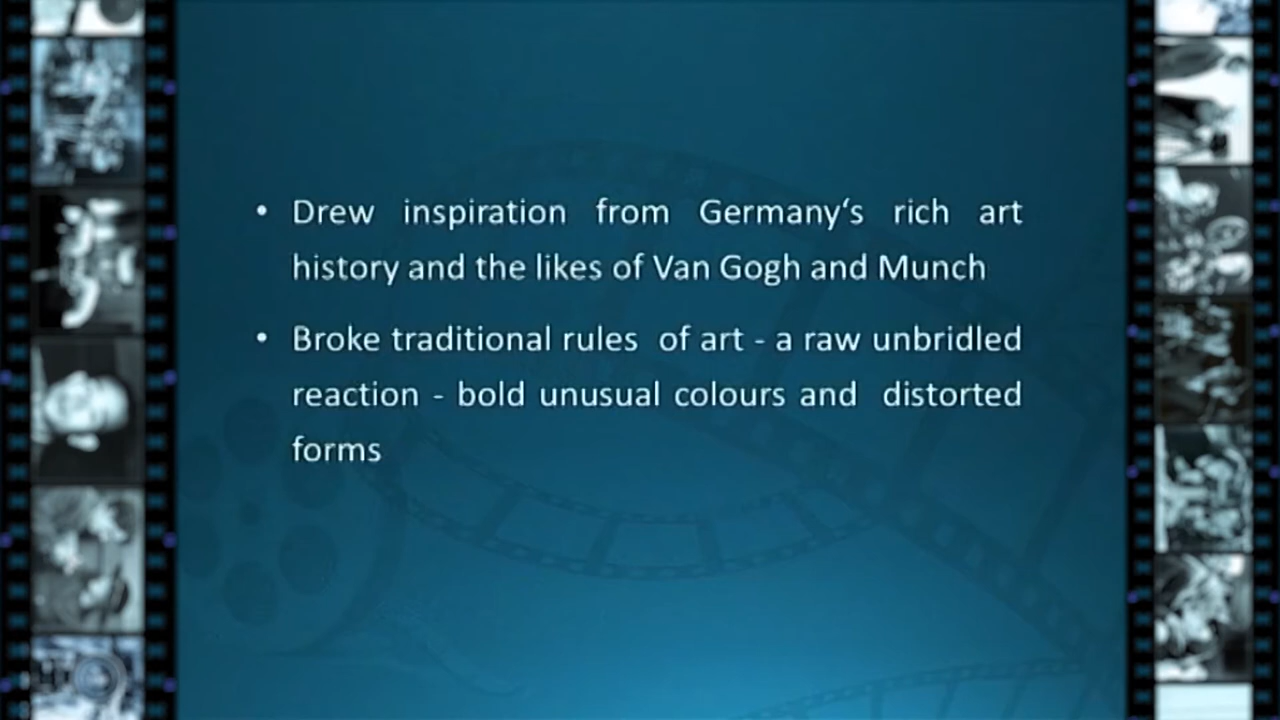 • Drew inspiration from Germany‘s rich art
history and the likes of Van Gogh and Munch
• Broke traditional rules of art - a raw unbridled
reaction - bold unusual colours and distorted
forms